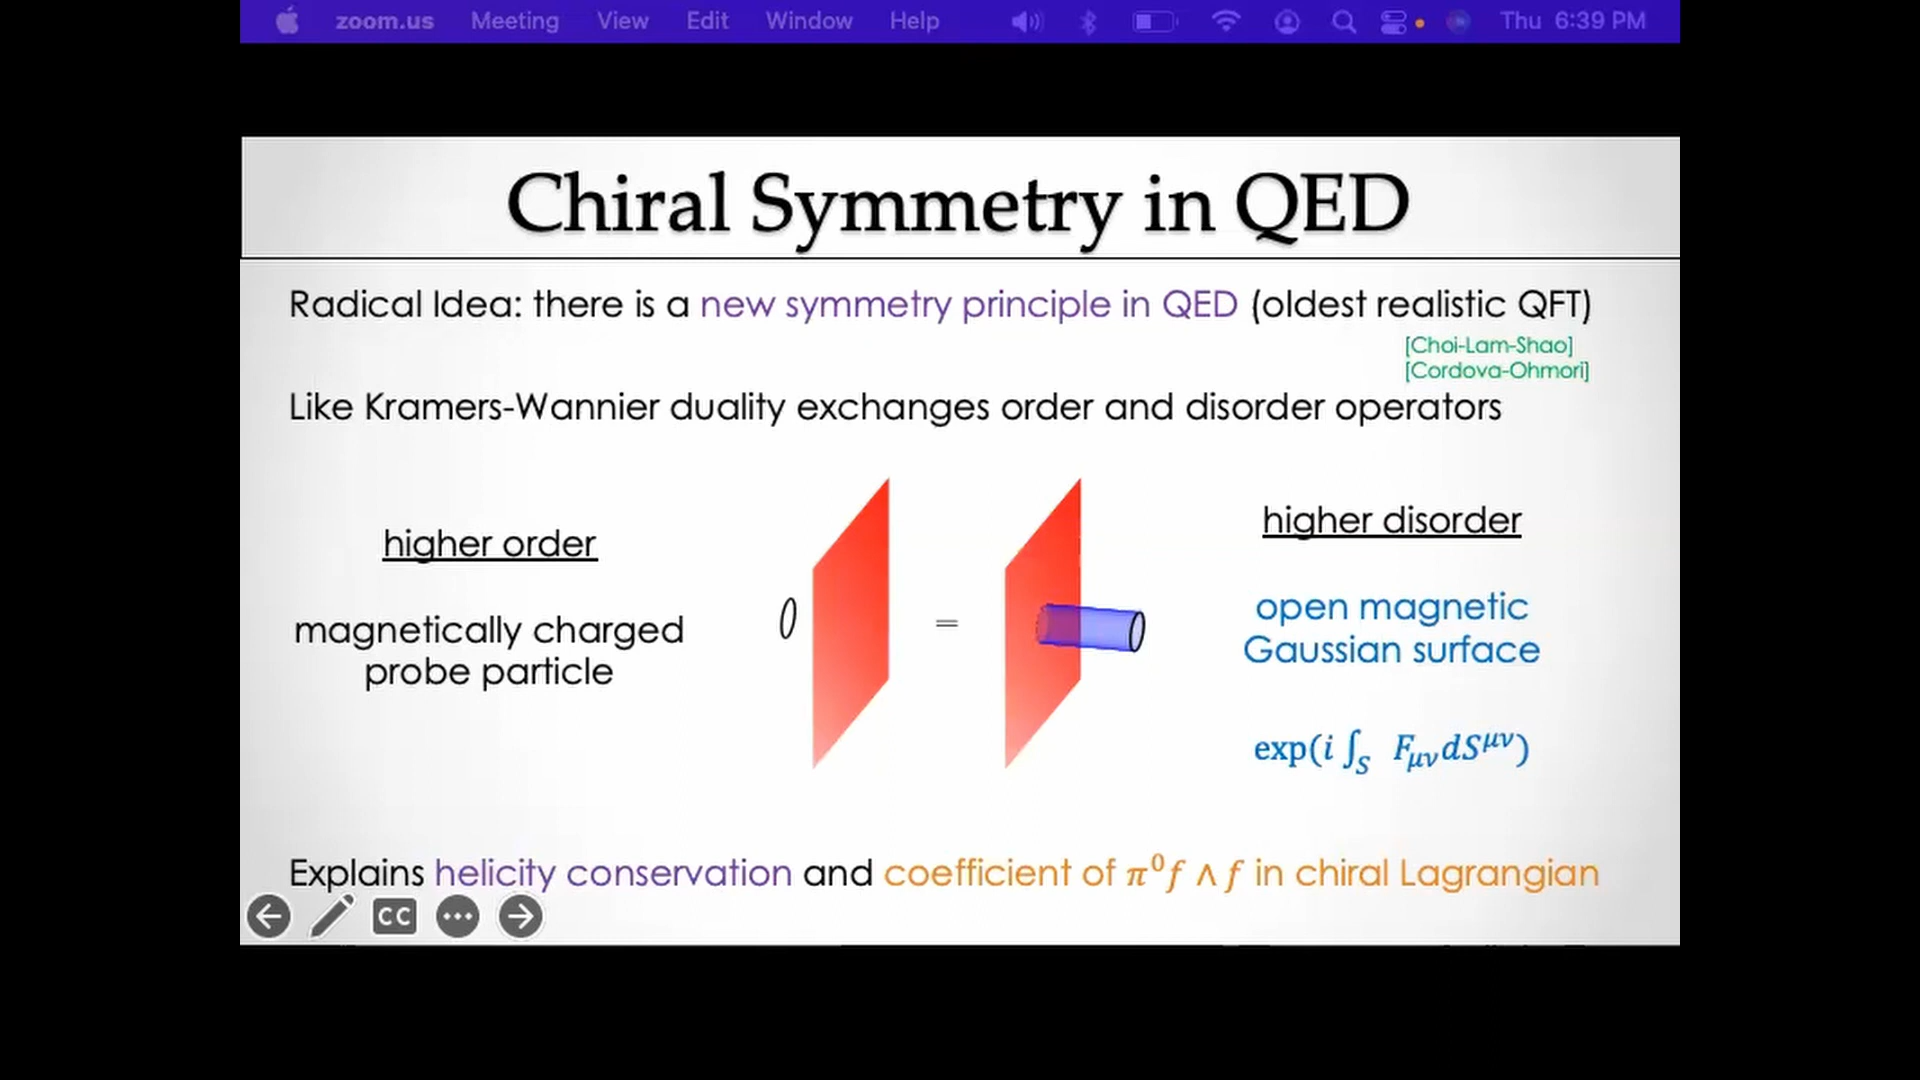 zoom.us Meeting View Edit Window Help Thu 6:39 PM
Chiral Symmetry in QED
Radical Idea: there is a new symmetry principle in QED (oldest realistic QFT)
[Choi-Lam-Shao]
[Cordova-Ohmori]
Like Kramers-Wannier duality exchanges order and disorder operators
higher order
magnetically charged
probe particle
=
higher disorder
open magnetic
Gaussian surface
exp(i ∫_S F_{μν} dS^{μν})
Explains helicity conservation and coefficient of π⁰f ∧ f in chiral Lagrangian
CC